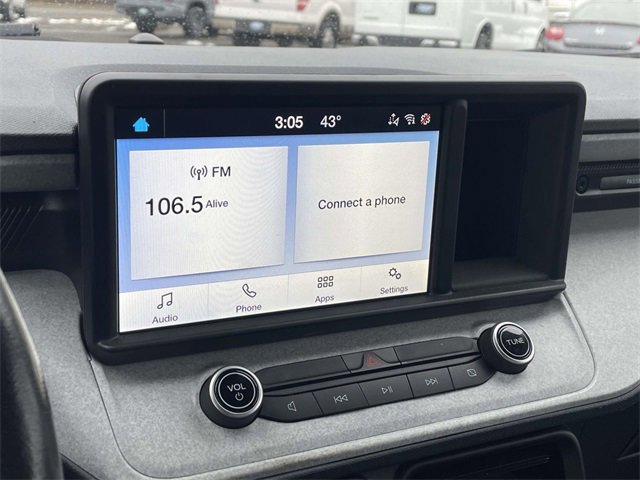 3:05 43°
FM
106.5 Alive
Connect a phone
Audio
Phone
Apps
Settings
VOL
TUNE